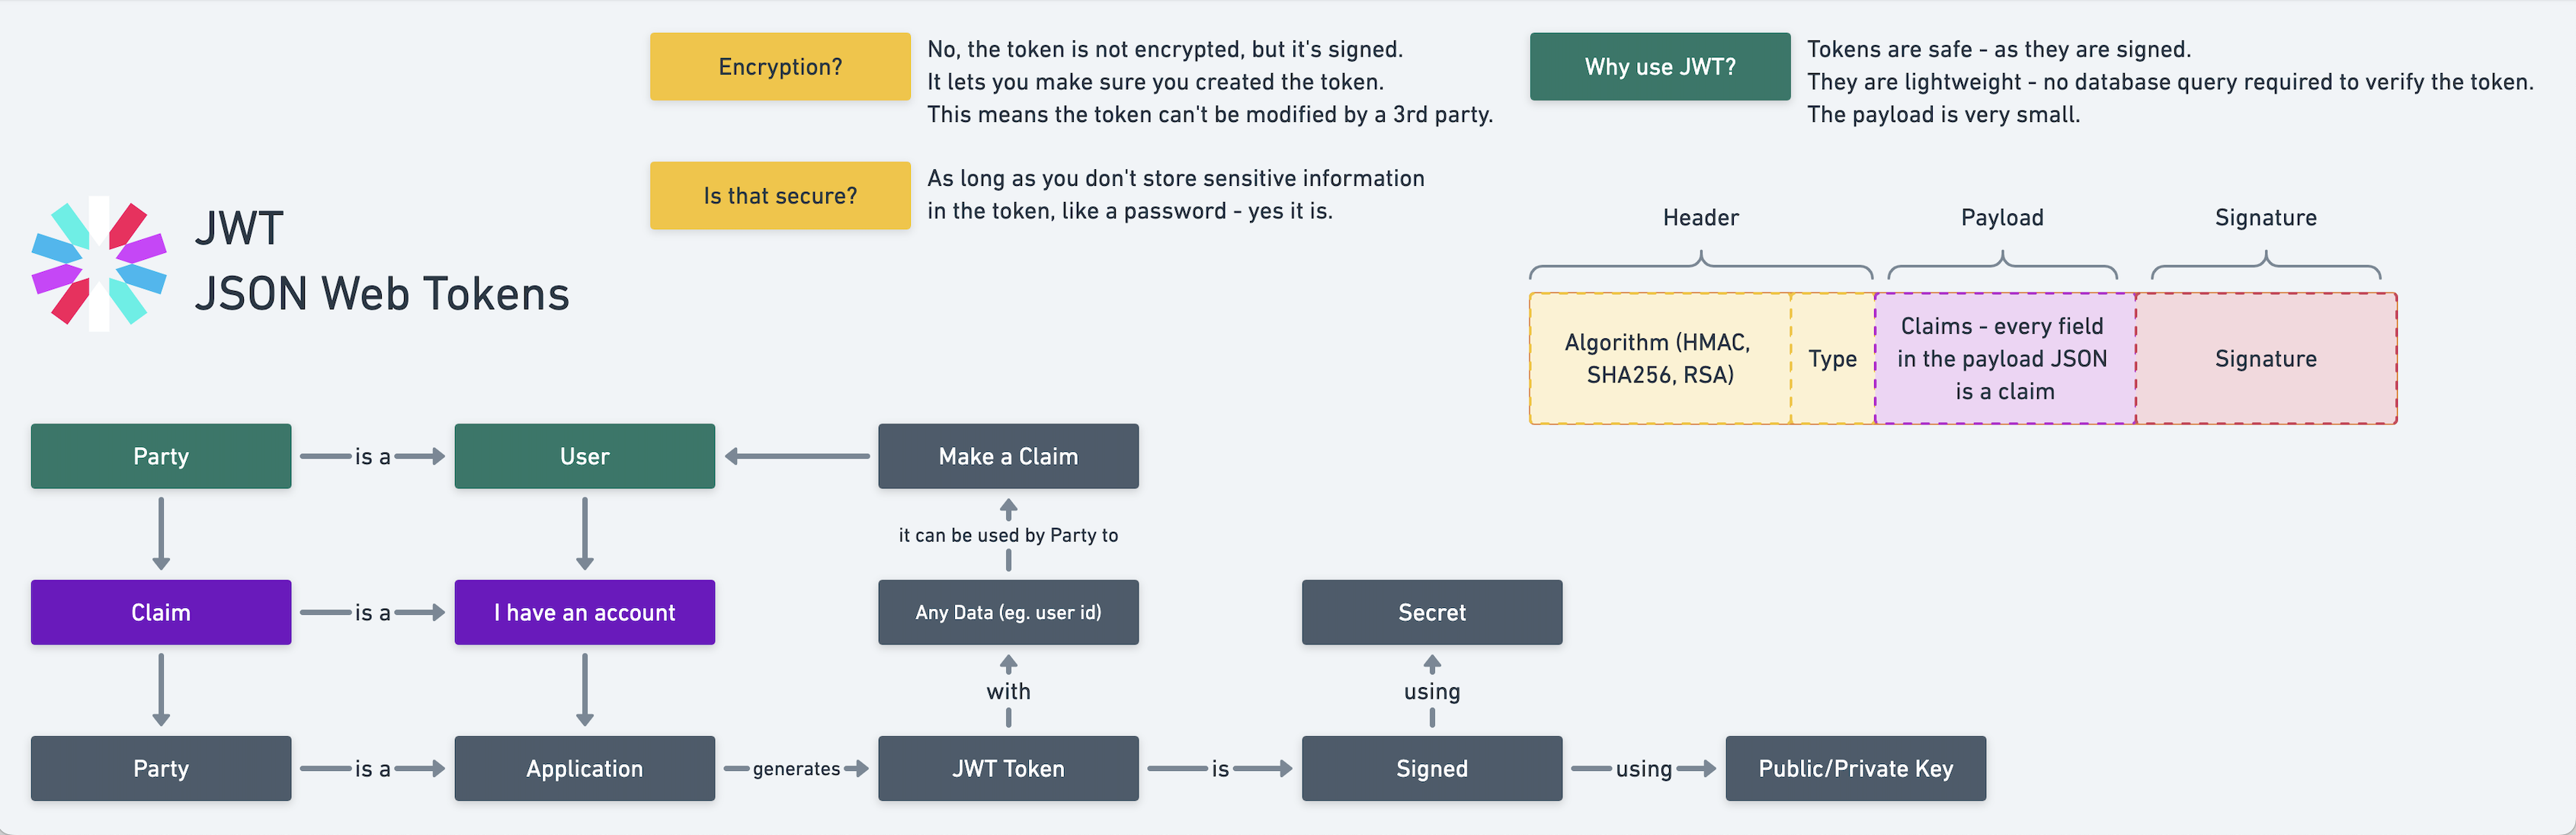 Encryption?
No, the token is not encrypted, but it's signed.
It lets you make sure you created the token.
This means the token can't be modified by a 3rd party.
Why use JWT?
Tokens are safe - as they are signed.
They are lightweight - no database query required to verify the token.
The payload is very small.
Is that secure?
As long as you don't store sensitive information
in the token, like a password - yes it is.
JWT
JSON Web Tokens
Header
Payload
Signature
Algorithm (HMAC,
SHA256, RSA)
Type
Claims - every field
in the payload JSON
is a claim
Signature
Party
is a
User
Make a Claim
it can be used by Party to
Claim
is a
I have an account
Any Data (eg. user id)
Secret
with
using
Party
is a
Application
generates
JWT Token
is
Signed
using
Public/Private Key